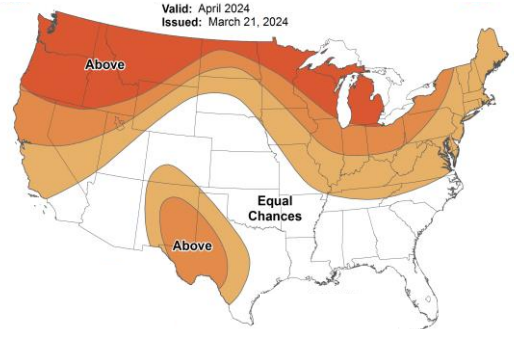 Valid: April 2024
Issued: March 21, 2024
Above
Equal
Chances
Above